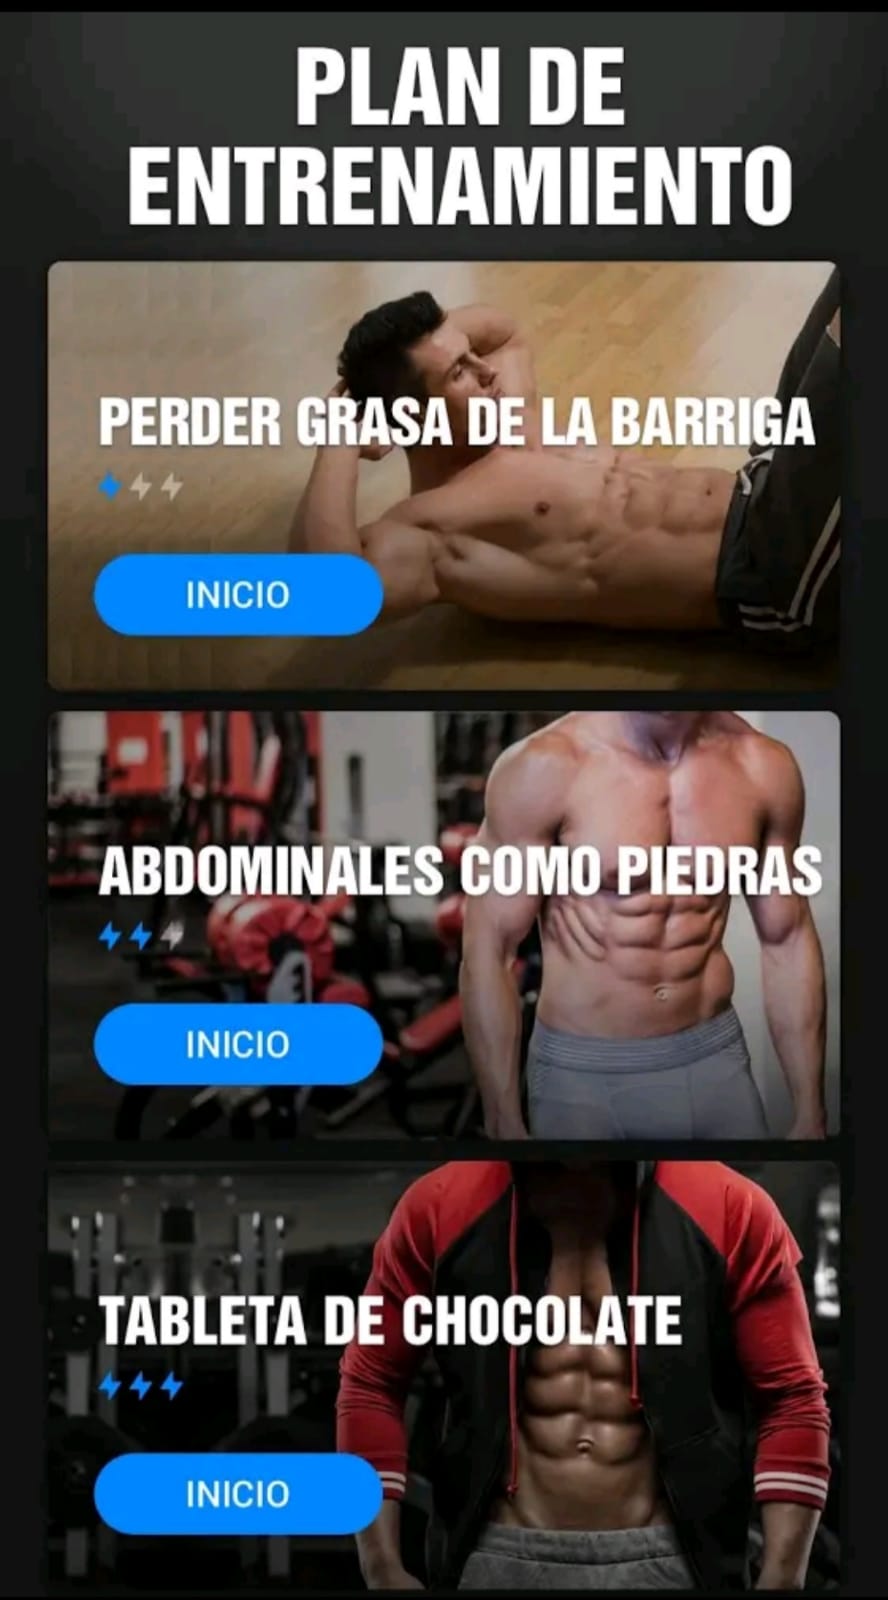 PLAN DE
ENTRENAMIENTO
PERDER GRASA DE LA BARRIGA
INICIO
ABDOMINALES COMO PIEDRAS
INICIO
TABLETA DE CHOCOLATE
INICIO